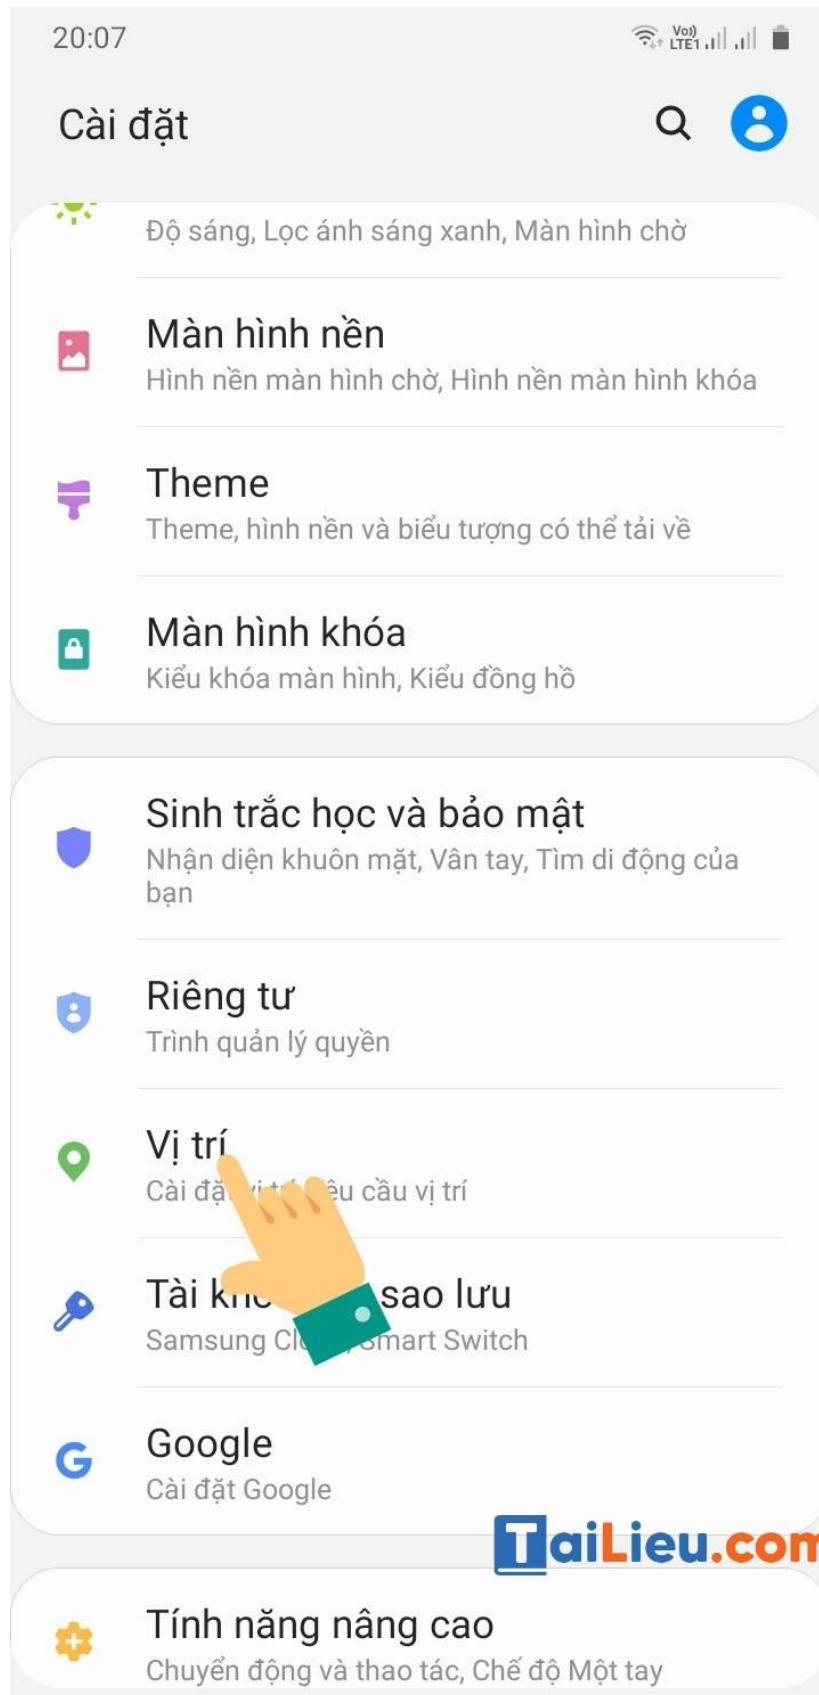 20:07
Vo)) LTE1
Cài đặt
Độ sáng, Lọc ánh sáng xanh, Màn hình chờ
Màn hình nền
Hình nền màn hình chờ, Hình nền màn hình khóa
Theme
Theme, hình nền và biểu tượng có thể tải về
Màn hình khóa
Kiểu khóa màn hình, Kiểu đồng hồ
Sinh trắc học và bảo mật
Nhận diện khuôn mặt, Vân tay, Tìm di động của
bạn
Riêng tư
Trình quản lý quyền
Vị trí
Cài đặt vị trí cầu vị trí
Tài sao lưu
Samsung Smart Switch
Google
Cài đặt Google
TaiLieu.com
Tính năng nâng cao
Chuyển động và thao tác, Chế độ Một tay